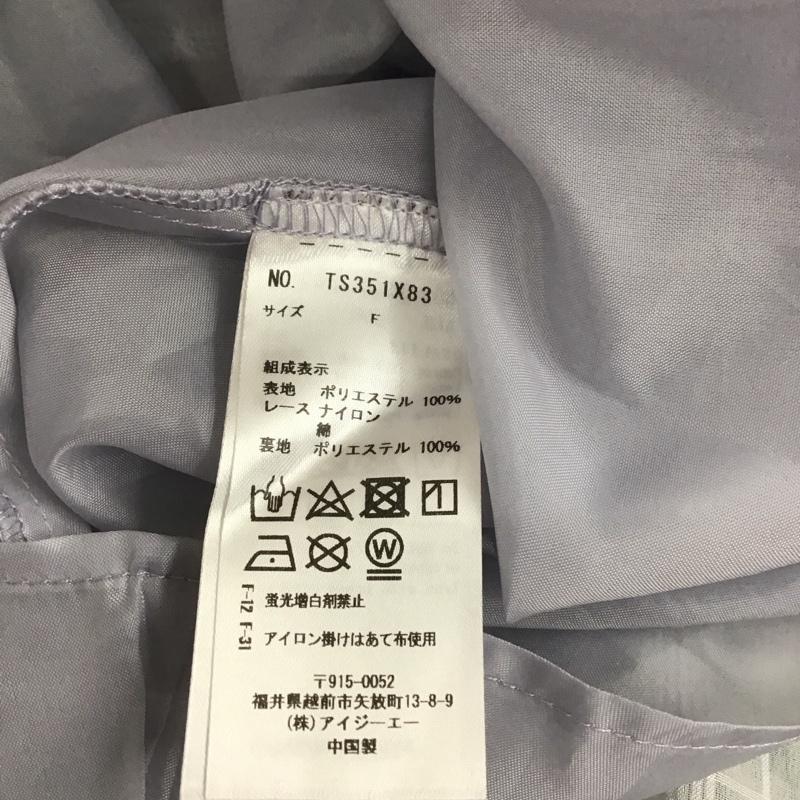 NO. TS351X83
サイズ F
組成表示
表地 ポリエステル 100%
レース ナイロン
綿
裏地 ポリエステル 100%
W
F-12 F-31
蛍光増白剤禁止
アイロン掛けはあて布使用
〒915-0052
福井県越前市矢放町13-8-9
(株)アイジーエー
中国製